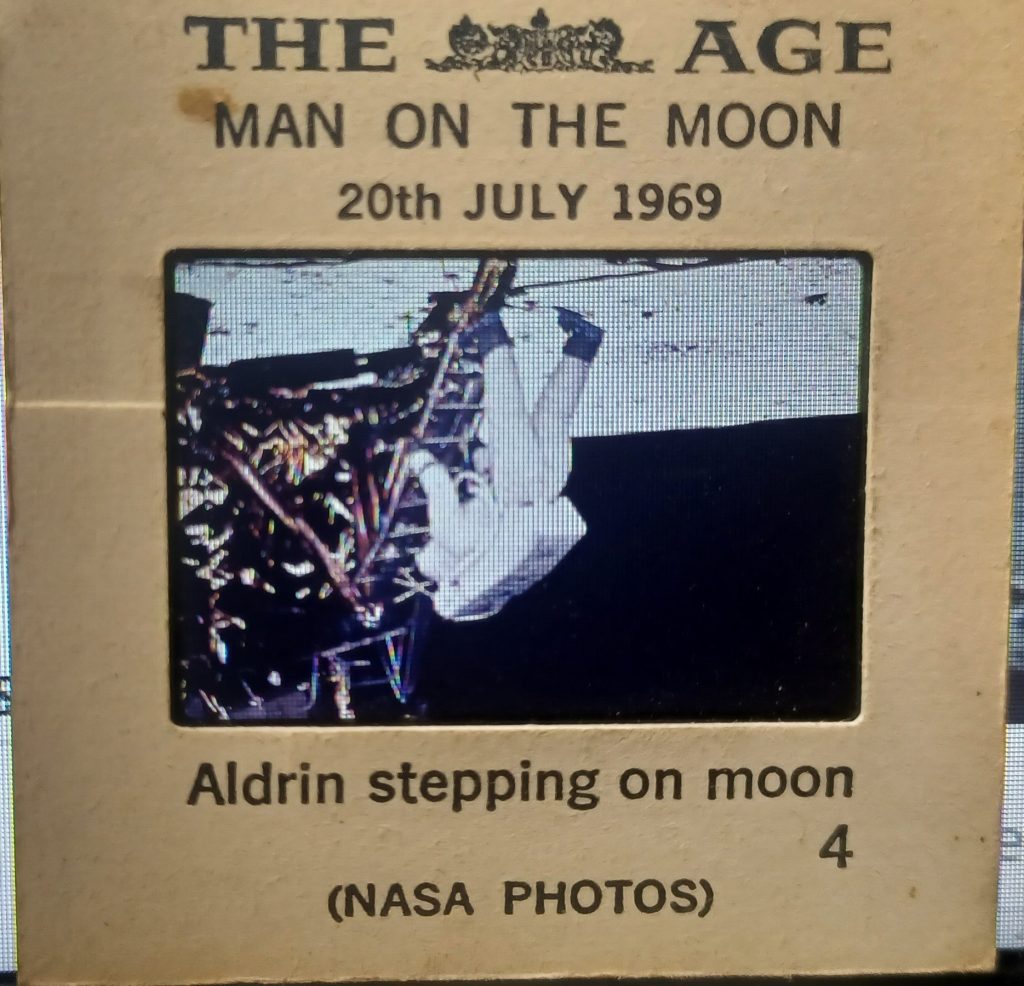 THE AGE
MAN ON THE MOON
20th JULY 1969
Aldrin stepping on moon
4
(NASA PHOTOS)